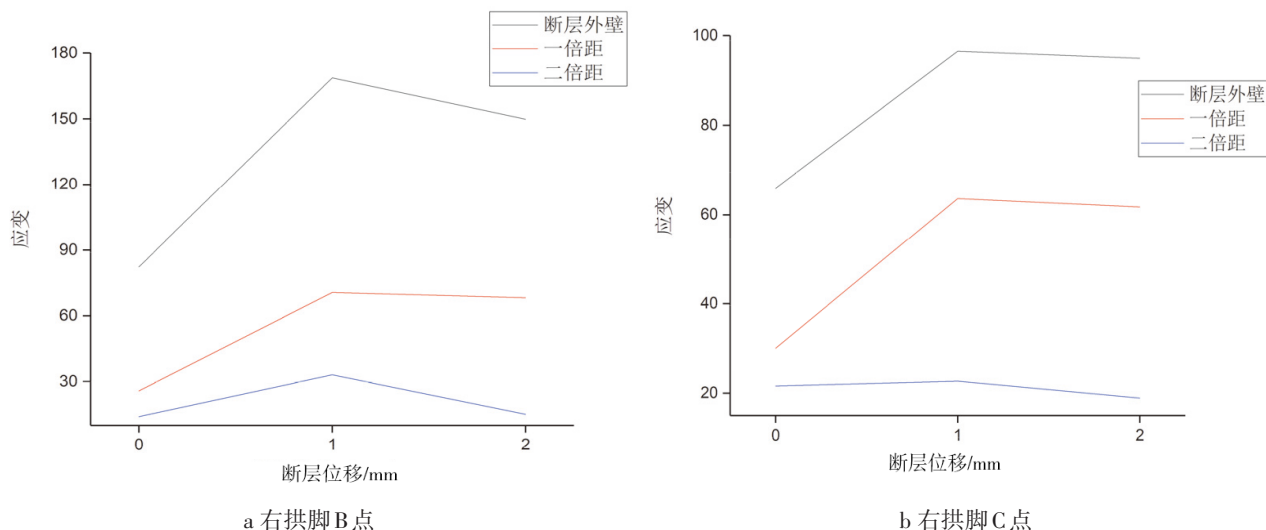 断层外壁
一倍距
二倍距
180
150
120
90
60
30
应变
0
1
2
断层位移/mm
a 右拱脚B点
断层外壁
一倍距
二倍距
100
80
60
40
20
应变
0
1
2
断层位移/mm
b 右拱脚C点